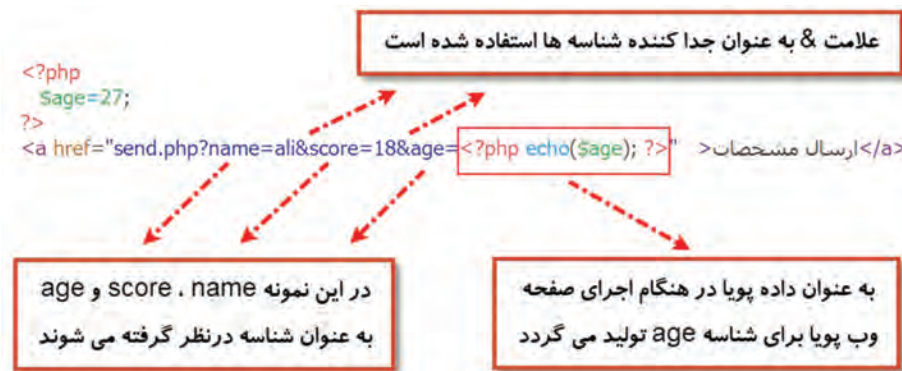 علامت & به عنوان جدا کننده شناسه ها استفاده شده است
<?php
$age=27;
?>
<a href="send.php?name=ali&score=18&age=<?php echo($age); ?>" >ارسال مشخصات</a>
در این نمونه score ، name و age
به عنوان شناسه درنظر گرفته می شوند
به عنوان داده پویا در هنگام اجرای صفحه
وب پویا برای شناسه age تولید می گردد